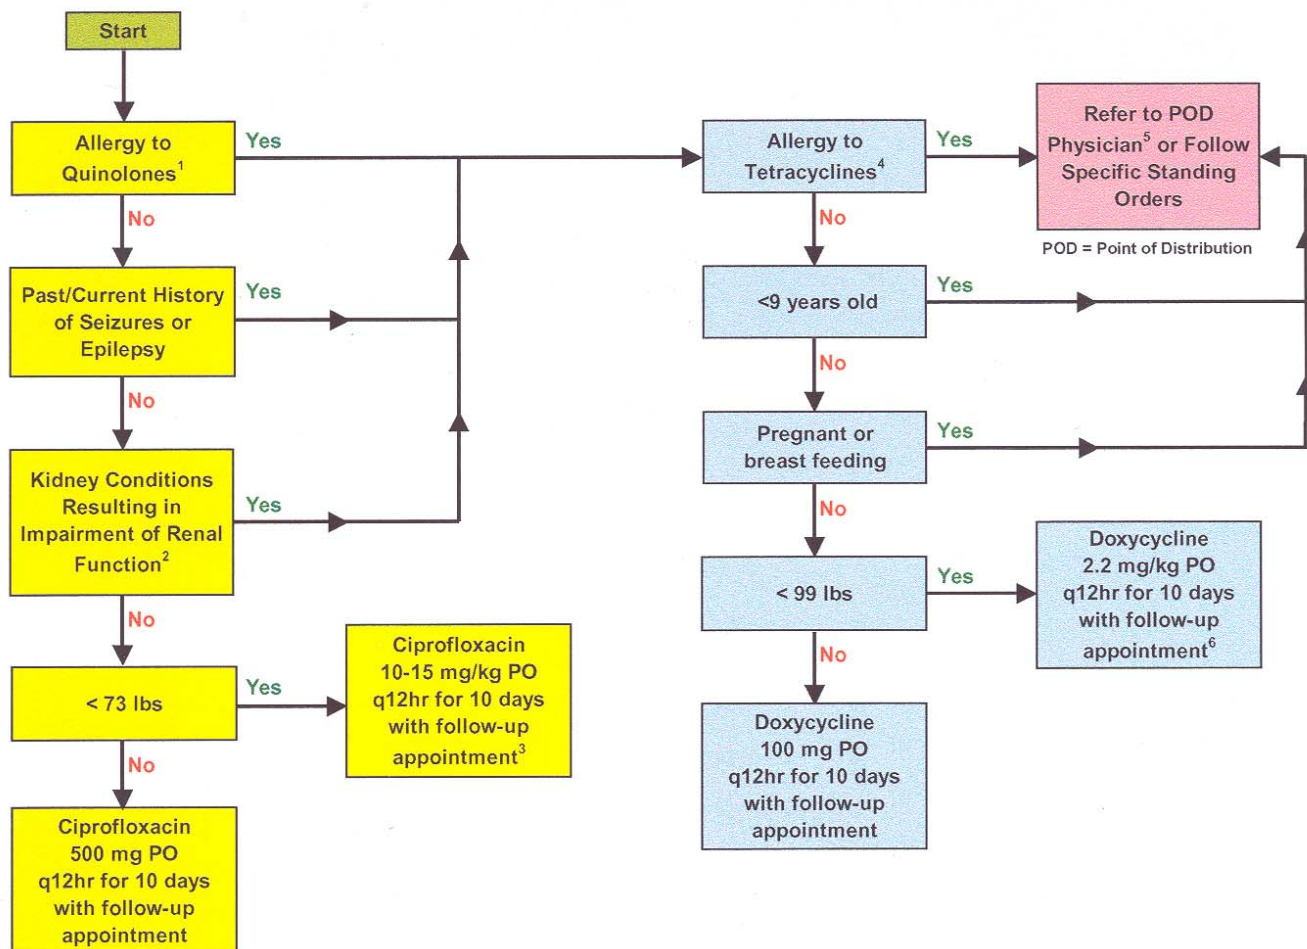 Start
Allergy to
Quinolones1
Yes
No
Past/Current History
of Seizures or
Epilepsy
Yes
No
Kidney Conditions
Resulting in
Impairment of Renal
Function2
Yes
No
< 73 lbs
Yes
No
Ciprofloxacin
10-15 mg/kg PO
q12hr for 10 days
with follow-up
appointment3
Ciprofloxacin
500 mg PO
q12hr for 10 days
with follow-up
appointment
Allergy to
Tetracyclines4
Yes
No
Refer to POD
Physician5 or Follow
Specific Standing
Orders
POD = Point of Distribution
<9 years old
Yes
No
Pregnant or
breast feeding
Yes
No
< 99 lbs
Yes
No
Doxycycline
2.2 mg/kg PO
q12hr for 10 days
with follow-up
appointment6
Doxycycline
100 mg PO
q12hr for 10 days
with follow-up
appointment